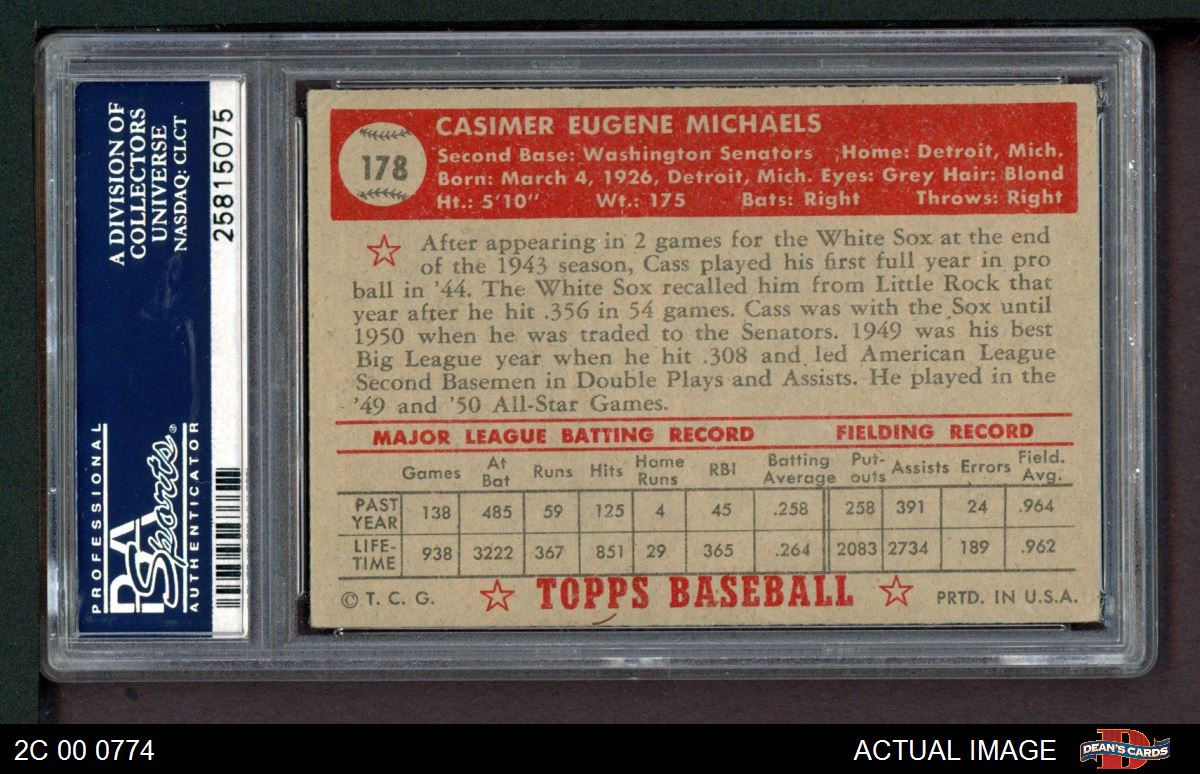 A DIVISION OF
COLLECTORS
UNIVERSE
NASDAQ: CLCT
25815075
PROFESSIONAL
PSA
Sports®
AUTHENTICATOR
178
CASIMER EUGENE MICHAELS
Second Base: Washington Senators Home: Detroit, Mich.
Born: March 4, 1926, Detroit, Mich. Eyes: Grey Hair: Blond
Ht.: 5'10" Wt.: 175 Bats: Right Throws: Right
After appearing in 2 games for the White Sox at the end
of the 1943 season, Cass played his first full year in pro
ball in '44. The White Sox recalled him from Little Rock that
year after he hit .356 in 54 games. Cass was with the Sox until
1950 when he was traded to the Senators. 1949 was his best
Big League year when he hit .308 and led American League
Second Basemen in Double Plays and Assists. He played in the
'49 and '50 All-Star Games.
MAJOR LEAGUE BATTING RECORD FIELDING RECORD
Games At Bat Runs Hits Home Runs RBI Batting Average Put-outs Assists Errors Field. Avg.
PAST YEAR 138 485 59 125 4 45 .258 258 391 24 .964
LIFE-TIME 938 3222 367 851 29 365 .264 2083 2734 189 .962
© T. C. G. TOPPS BASEBALL PRTD. IN U.S.A.
2C 00 0774 ACTUAL IMAGE DEAN'S CARDS